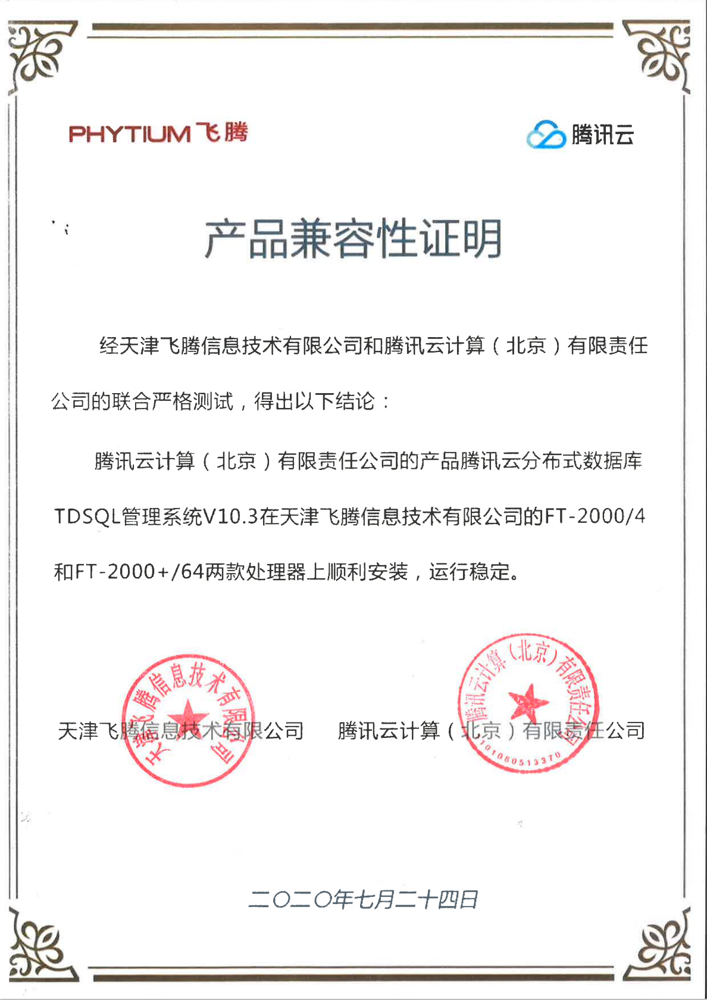 PHYTIUM飞腾
腾讯云
产品兼容性证明
经天津飞腾信息技术有限公司和腾讯云计算（北京）有限责任
公司的联合严格测试，得出以下结论：
腾讯云计算（北京）有限责任公司的产品腾讯云分布式数据库
TDSQL管理系统V10.3在天津飞腾信息技术有限公司的FT-2000/4
和FT-2000+/64两款处理器上顺利安装，运行稳定。
天津飞腾信息技术有限公司
腾讯云计算（北京）有限责任公司
1101080513370
天津飞腾信息技术有限公司 腾讯云计算（北京）有限责任公司
二〇二〇年七月二十四日